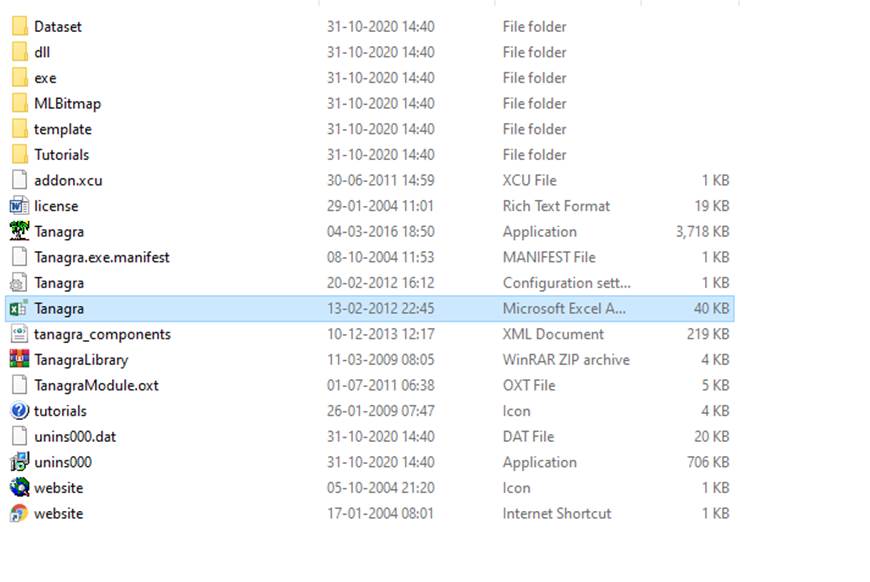 Dataset 31-10-2020 14:40 File folder
dll 31-10-2020 14:40 File folder
exe 31-10-2020 14:40 File folder
MLBitmap 31-10-2020 14:40 File folder
template 31-10-2020 14:40 File folder
Tutorials 31-10-2020 14:40 File folder
addon.xcu 30-06-2011 14:59 XCU File 1 KB
license 29-01-2004 11:01 Rich Text Format 19 KB
Tanagra 04-03-2016 18:50 Application 3,718 KB
Tanagra.exe.manifest 08-10-2004 11:53 MANIFEST File 1 KB
Tanagra 20-02-2012 16:12 Configuration sett... 1 KB
Tanagra 13-02-2012 22:45 Microsoft Excel A... 40 KB
tanagra_components 10-12-2013 12:17 XML Document 219 KB
TanagraLibrary 11-03-2009 08:05 WinRAR ZIP archive 4 KB
TanagraModule.oxt 01-07-2011 06:38 OXT File 5 KB
tutorials 26-01-2009 07:47 Icon 4 KB
unins000.dat 31-10-2020 14:40 DAT File 20 KB
unins000 31-10-2020 14:40 Application 706 KB
website 05-10-2004 21:20 Icon 1 KB
website 17-01-2004 08:01 Internet Shortcut 1 KB